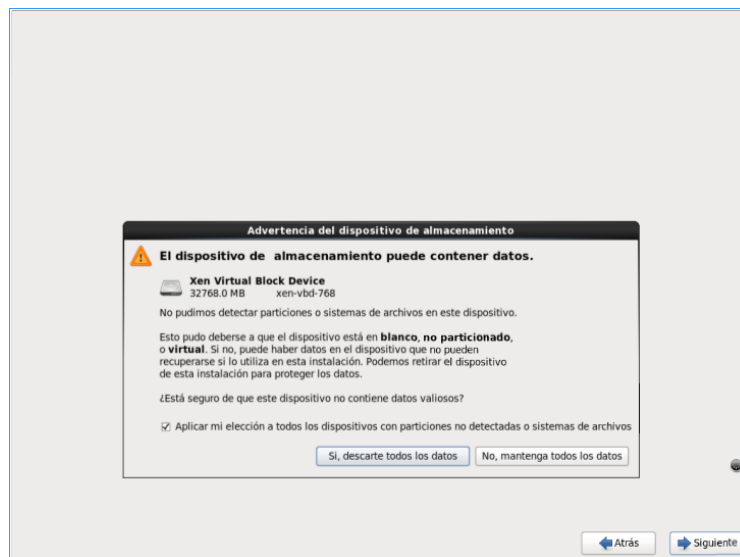 Advertencia del dispositivo de almacenamiento
El dispositivo de almacenamiento puede contener datos.
Xen Virtual Block Device
32768.0 MB xen-vbd-768
No pudimos detectar particiones o sistemas de archivos en este dispositivo.
Esto pudo deberse a que el dispositivo está en blanco, no particionado,
o virtual. Si no, puede haber datos en el dispositivo que no pueden
recuperarse si lo utiliza en esta instalación. Podemos retirar el dispositivo
de esta instalación para proteger los datos.
¿Está seguro de que este dispositivo no contiene datos valiosos?
Aplicar mi elección a todos los dispositivos con particiones no detectadas o sistemas de archivos
Si, descarte todos los datos
No, mantenga todos los datos
Atrás
Siguiente